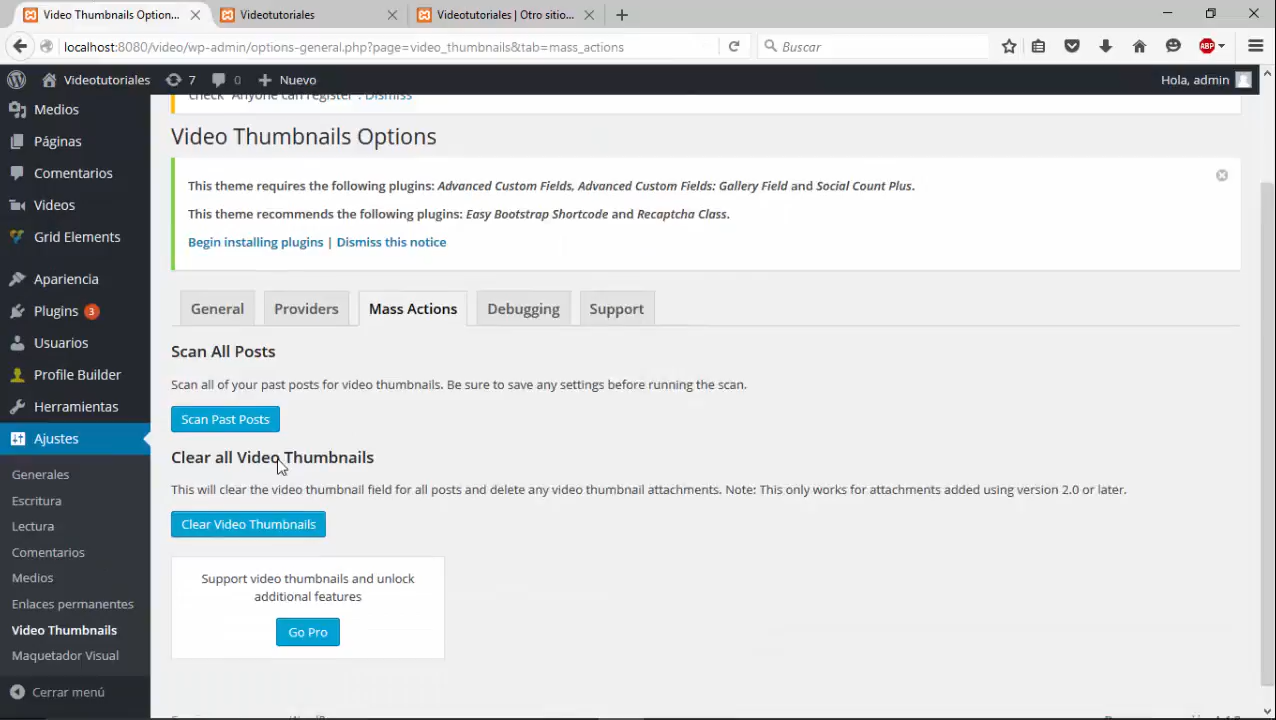 Video Thumbnails Option...
Videotutoriales
Videotutoriales | Otro sitio...
localhost:8080/video/wp-admin/options-general.php?page=video_thumbnails&tab=mass_actions
Buscar
ABP
Videotutoriales
7
0
Nuevo
Hola, admin
Medios
Páginas
Comentarios
Videos
Grid Elements
Apariencia
Plugins 3
Usuarios
Profile Builder
Herramientas
Ajustes
Generales
Escritura
Lectura
Comentarios
Medios
Enlaces permanentes
Video Thumbnails
Maquetador Visual
Cerrar menú
check "Anyone can register". Dismiss
Video Thumbnails Options
This theme requires the following plugins: Advanced Custom Fields, Advanced Custom Fields: Gallery Field and Social Count Plus.
This theme recommends the following plugins: Easy Bootstrap Shortcode and Recaptcha Class.
Begin installing plugins | Dismiss this notice
General
Providers
Mass Actions
Debugging
Support
Scan All Posts
Scan all of your past posts for video thumbnails. Be sure to save any settings before running the scan.
Scan Past Posts
Clear all Video Thumbnails
This will clear the video thumbnail field for all posts and delete any video thumbnail attachments. Note: This only works for attachments added using version 2.0 or later.
Clear Video Thumbnails
Support video thumbnails and unlock
additional features
Go Pro